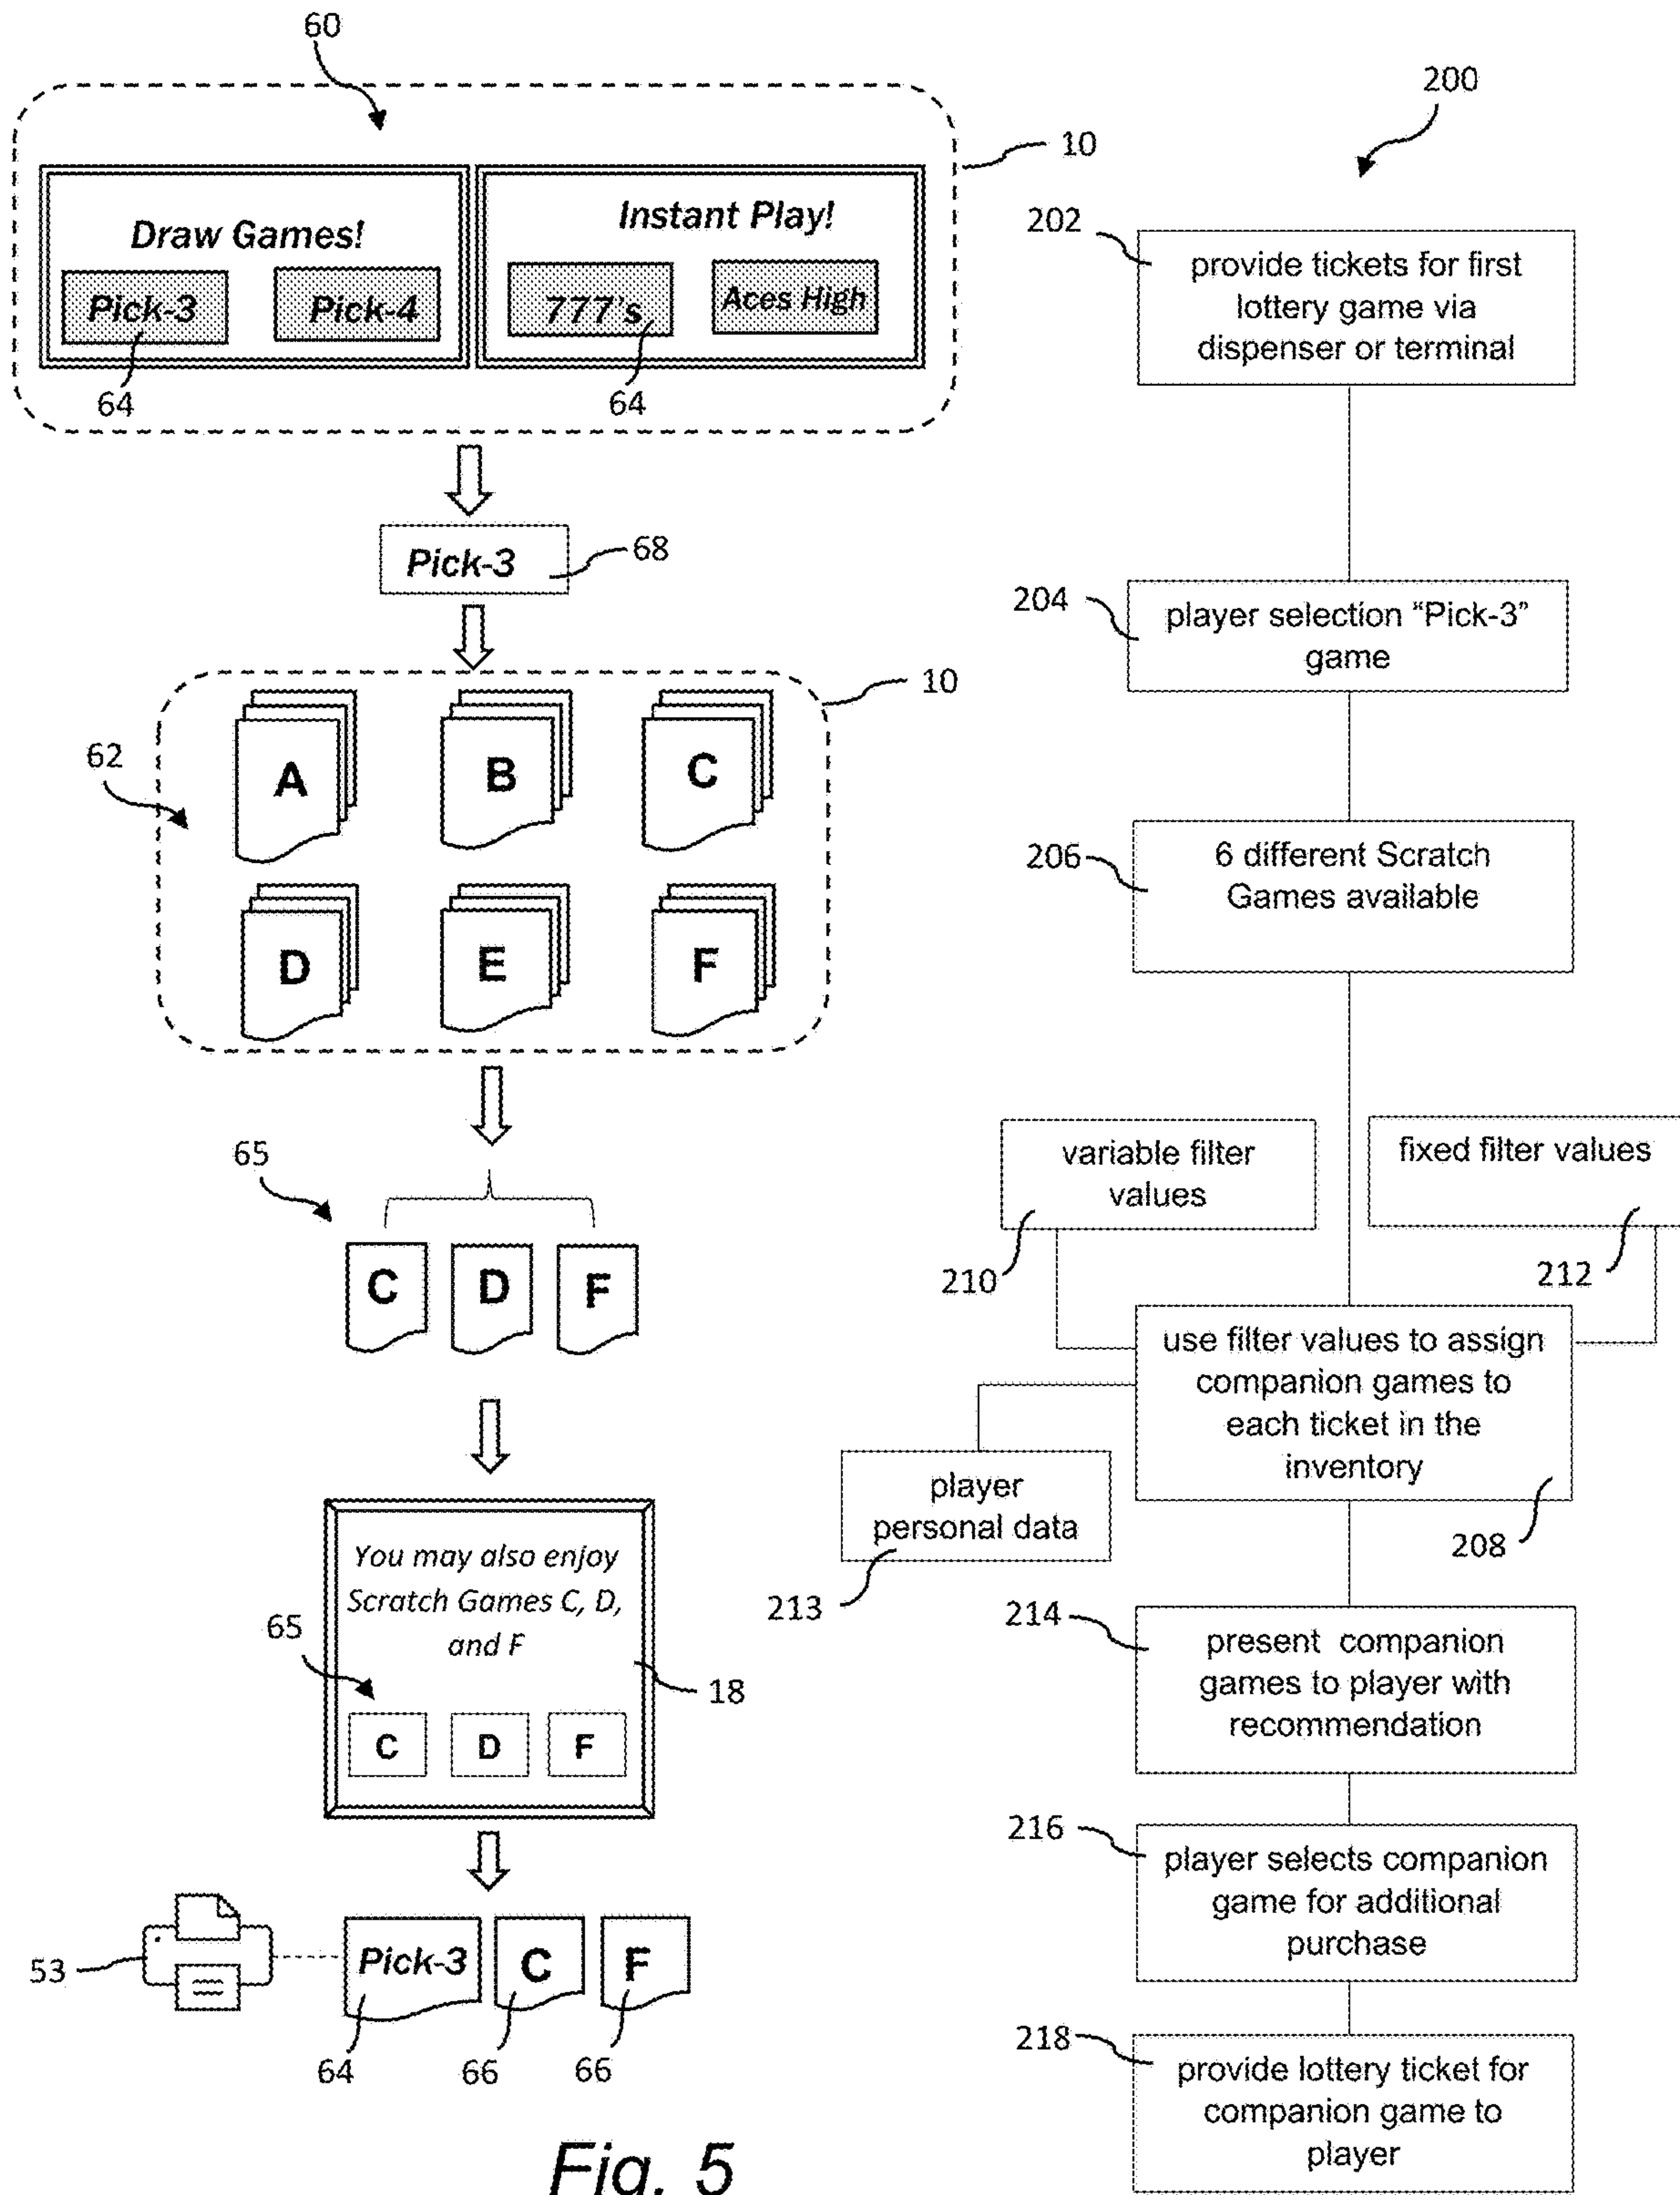 60
10
Draw Games!
Pick-3
Pick-4
64
Instant Play!
777's
Aces High
64
Pick-3
68
10
62
A
B
C
D
E
F
65
C
D
F
You may also enjoy
Scratch Games C, D,
and F
65
C
D
F
18
53
Pick-3
C
F
64
66
66
200
202
provide tickets for first
lottery game via
dispenser or terminal
204
player selection “Pick-3”
game
206
6 different Scratch
Games available
variable filter
values
210
fixed filter values
212
use filter values to assign
companion games to
each ticket in the
inventory
208
player
personal data
213
214
present companion
games to player with
recommendation
216
player selects companion
game for additional
purchase
218
provide lottery ticket for
companion game to
player
Fig. 5